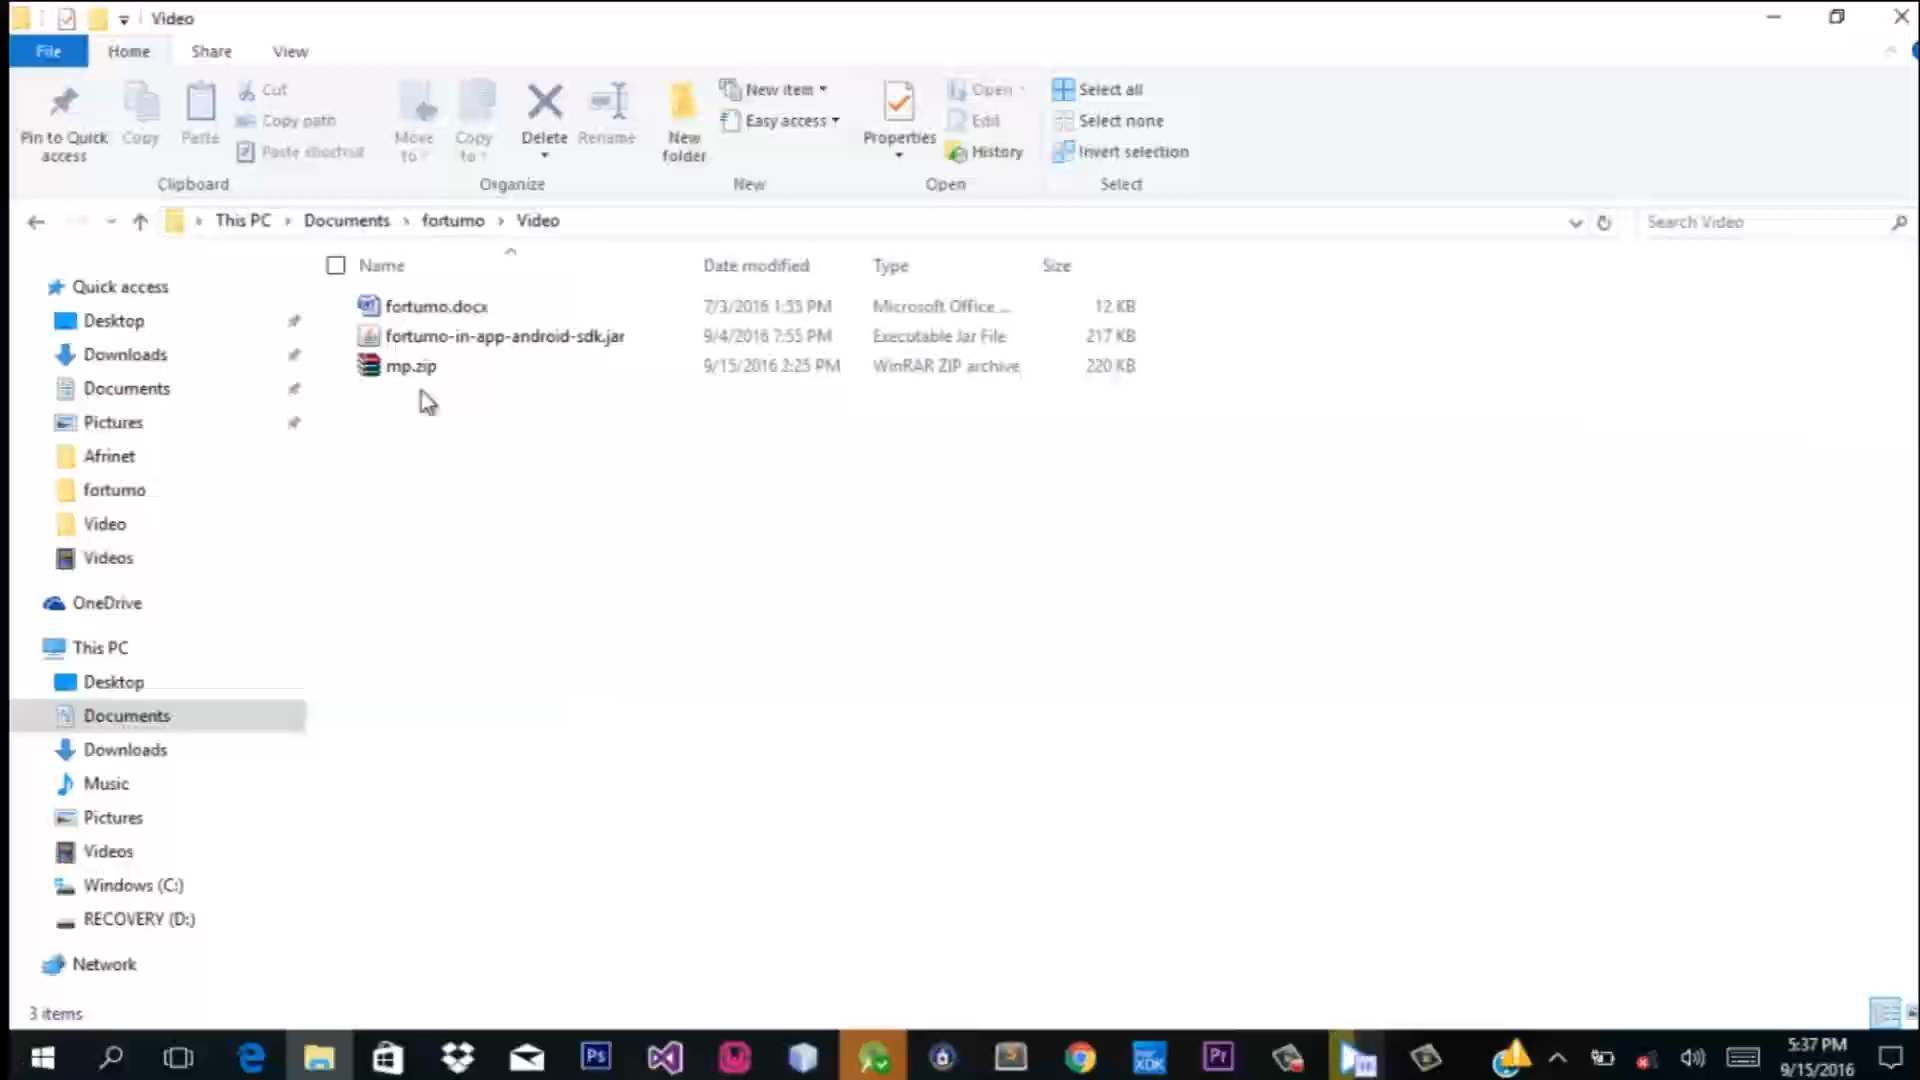 Video
File Home Share View
Pin to Quick access
Copy
Paste
Cut
Copy path
Paste shortcut
Clipboard
Move to
Copy to
Delete
Rename
Organize
New folder
New item
Easy access
New
Properties
Open
Edit
History
Open
Select all
Select none
Invert selection
Select
This PC Documents fortumo Video
Search Video
Name Date modified Type Size
fortumo.docx 7/3/2016 1:53 PM Microsoft Office ... 12 KB
fortumo-in-app-android-sdk.jar 9/4/2016 7:55 PM Executable Jar File 217 KB
mp.zip 9/15/2016 2:25 PM WinRAR ZIP archive 220 KB
Quick access
Desktop
Downloads
Documents
Pictures
Afrinet
fortumo
Video
Videos
OneDrive
This PC
Desktop
Documents
Downloads
Music
Pictures
Videos
Windows (C:)
RECOVERY (D:)
Network
3 items
Ps
XDK
Pr
5:37 PM
9/15/2016